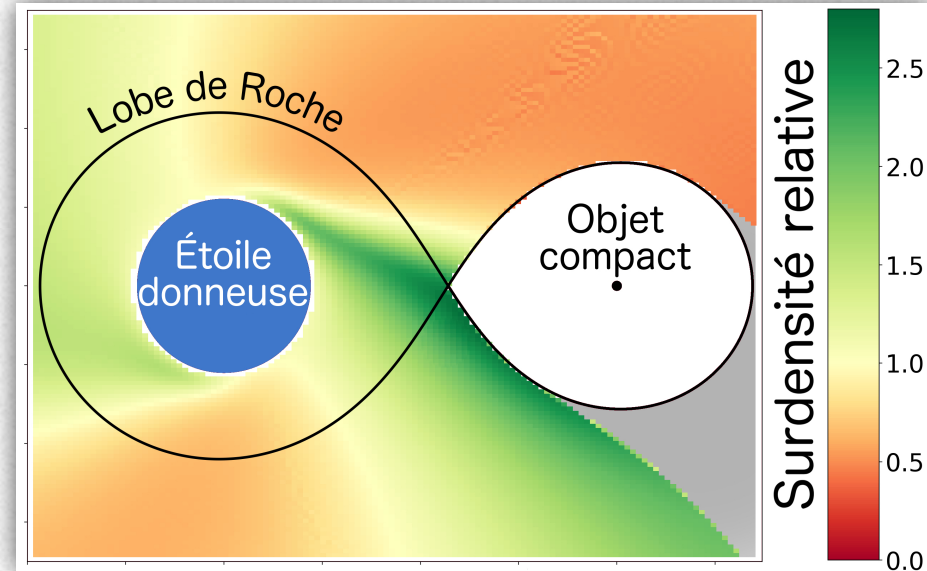 Lobe de Roche
Étoile
donneuse
Objet
compact
Surdensité relative
2.5
2.0
1.5
1.0
0.5
0.0